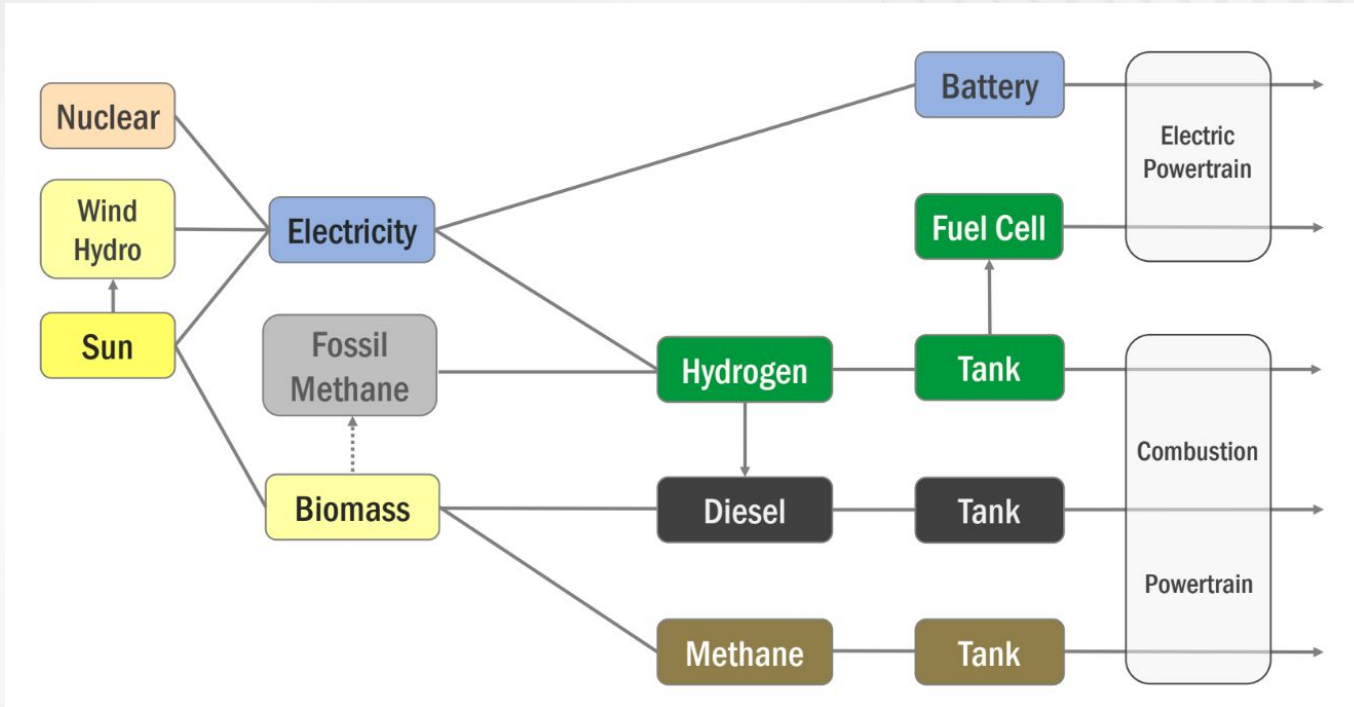 Nuclear
Wind
Hydro
Sun
Electricity
Fossil
Methane
Biomass
Hydrogen
Diesel
Methane
Battery
Fuel Cell
Tank
Tank
Tank
Electric
Powertrain
Combustion
Powertrain